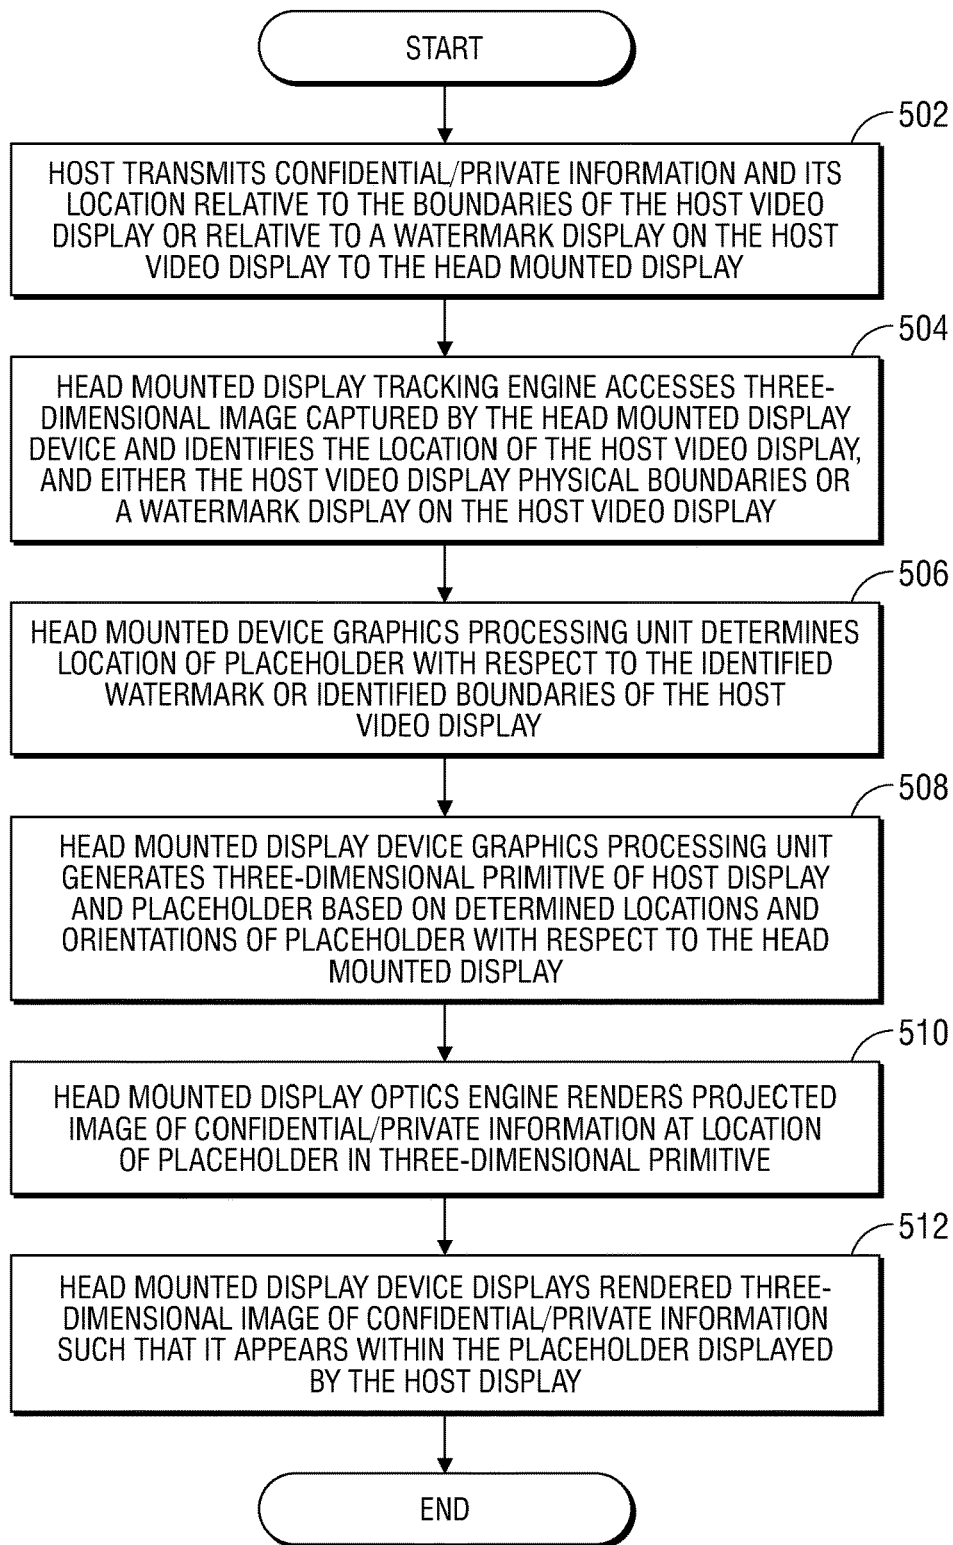 START
502
HOST TRANSMITS CONFIDENTIAL/PRIVATE INFORMATION AND ITS
LOCATION RELATIVE TO THE BOUNDARIES OF THE HOST VIDEO
DISPLAY OR RELATIVE TO A WATERMARK DISPLAY ON THE HOST
VIDEO DISPLAY TO THE HEAD MOUNTED DISPLAY
504
HEAD MOUNTED DISPLAY TRACKING ENGINE ACCESSES THREE-
DIMENSIONAL IMAGE CAPTURED BY THE HEAD MOUNTED DISPLAY
DEVICE AND IDENTIFIES THE LOCATION OF THE HOST VIDEO DISPLAY,
AND EITHER THE HOST VIDEO DISPLAY PHYSICAL BOUNDARIES OR
A WATERMARK DISPLAY ON THE HOST VIDEO DISPLAY
506
HEAD MOUNTED DEVICE GRAPHICS PROCESSING UNIT DETERMINES
LOCATION OF PLACEHOLDER WITH RESPECT TO THE IDENTIFIED
WATERMARK OR IDENTIFIED BOUNDARIES OF THE HOST
VIDEO DISPLAY
508
HEAD MOUNTED DISPLAY DEVICE GRAPHICS PROCESSING UNIT
GENERATES THREE-DIMENSIONAL PRIMITIVE OF HOST DISPLAY
AND PLACEHOLDER BASED ON DETERMINED LOCATIONS AND
ORIENTATIONS OF PLACEHOLDER WITH RESPECT TO THE HEAD
MOUNTED DISPLAY
510
HEAD MOUNTED DISPLAY OPTICS ENGINE RENDERS PROJECTED
IMAGE OF CONFIDENTIAL/PRIVATE INFORMATION AT LOCATION
OF PLACEHOLDER IN THREE-DIMENSIONAL PRIMITIVE
512
HEAD MOUNTED DISPLAY DEVICE DISPLAYS RENDERED THREE-
DIMENSIONAL IMAGE OF CONFIDENTIAL/PRIVATE INFORMATION
SUCH THAT IT APPEARS WITHIN THE PLACEHOLDER DISPLAYED
BY THE HOST DISPLAY
END